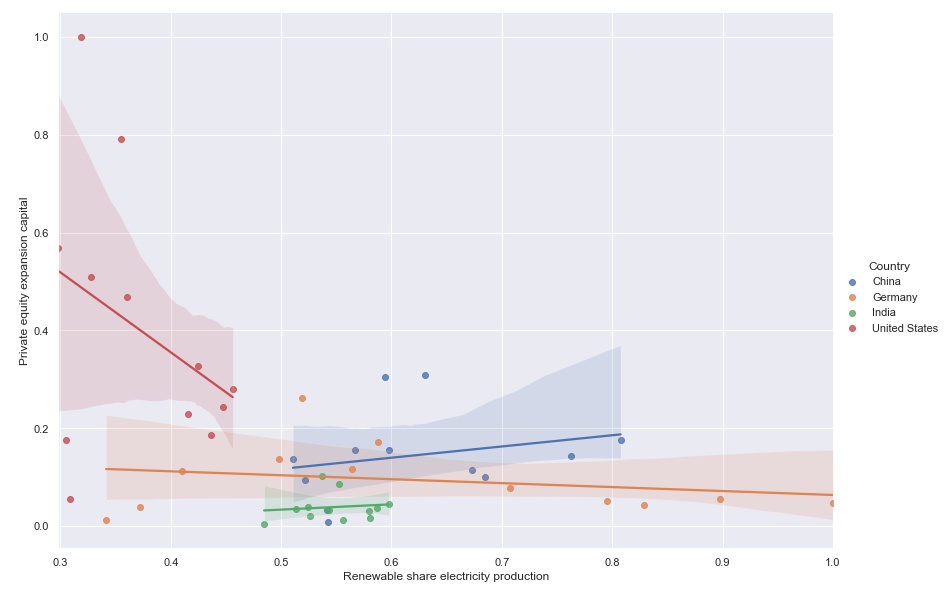 1.0
0.8
0.6
0.4
0.2
0.0
Private equity expansion capital
0.3 0.4 0.5 0.6 0.7 0.8 0.9 1.0
Renewable share electricity production
Country
China
Germany
India
United States